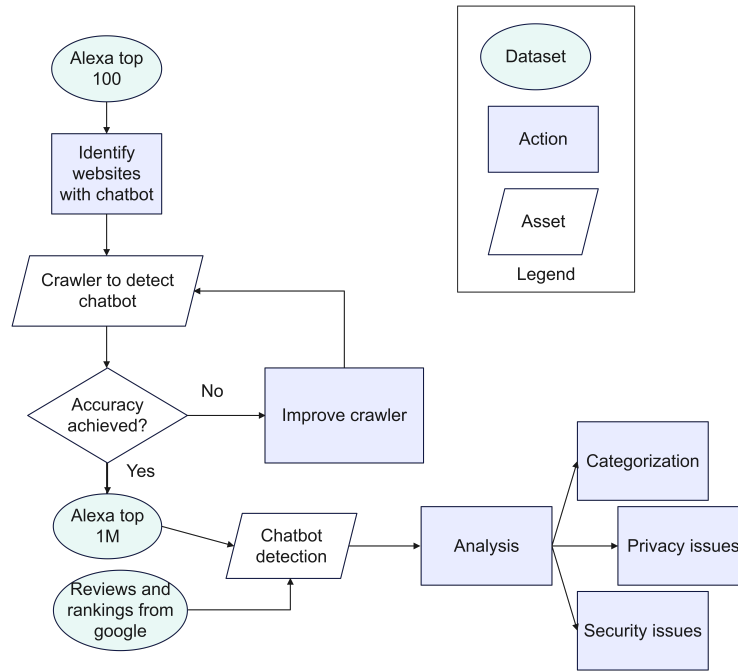 Alexa top
100
Identify
websites
with chatbot
Crawler to detect
chatbot
Accuracy
achieved?
No
Improve crawler
Yes
Alexa top
1M
Reviews and
rankings from
google
Chatbot
detection
Analysis
Categorization
Privacy issues
Security issues
Dataset
Action
Asset
Legend